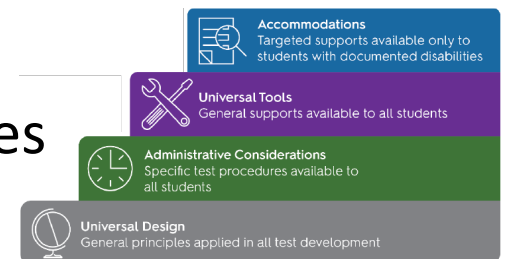 Accommodations
Targeted supports available only to
students with documented disabilities
Universal Tools
General supports available to all students
es
Administrative Considerations
Specific test procedures available to
all students
Universal Design
General principles applied in all test development